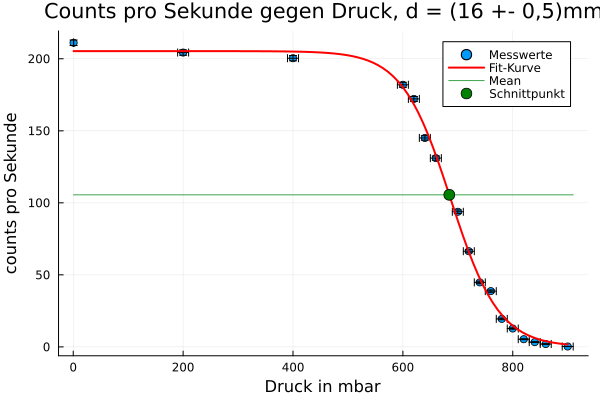 Counts pro Sekunde gegen Druck, d = (16 +- 0,5)mm
counts pro Sekunde
200
150
100
50
0
Messwerte
Fit-Kurve
Mean
Schnittpunkt
0 200 400 600 800
Druck in mbar